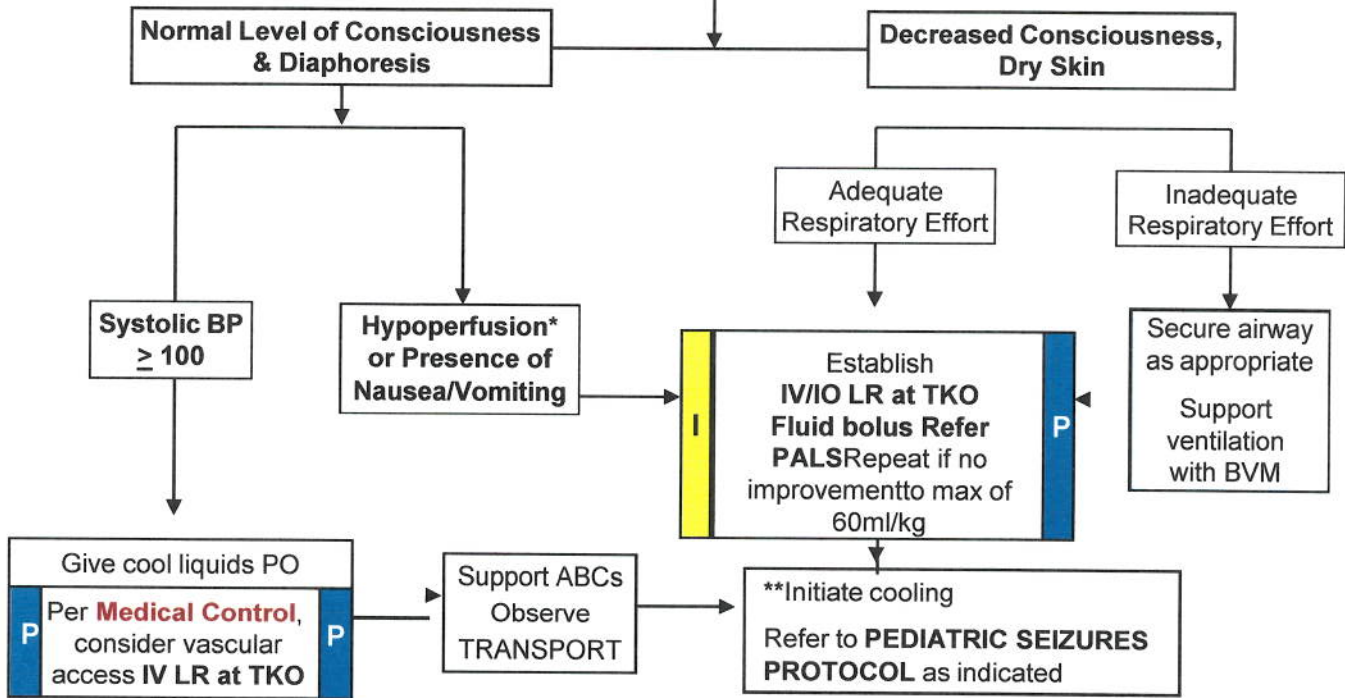 Normal Level of Consciousness
& Diaphoresis
Decreased Consciousness,
Dry Skin
Adequate
Respiratory Effort
Inadequate
Respiratory Effort
Systolic BP
≥ 100
Hypoperfusion*
or Presence of
Nausea/Vomiting
I
Establish
IV/IO LR at TKO
Fluid bolus Refer
PALSRepeat if no
improvementto max of
60ml/kg
P
Secure airway
as appropriate
Support
ventilation
with BVM
Give cool liquids PO
P
Per Medical Control,
consider vascular
access IV LR at TKO
P
Support ABCs
Observe
TRANSPORT
**Initiate cooling
Refer to PEDIATRIC SEIZURES
PROTOCOL as indicated